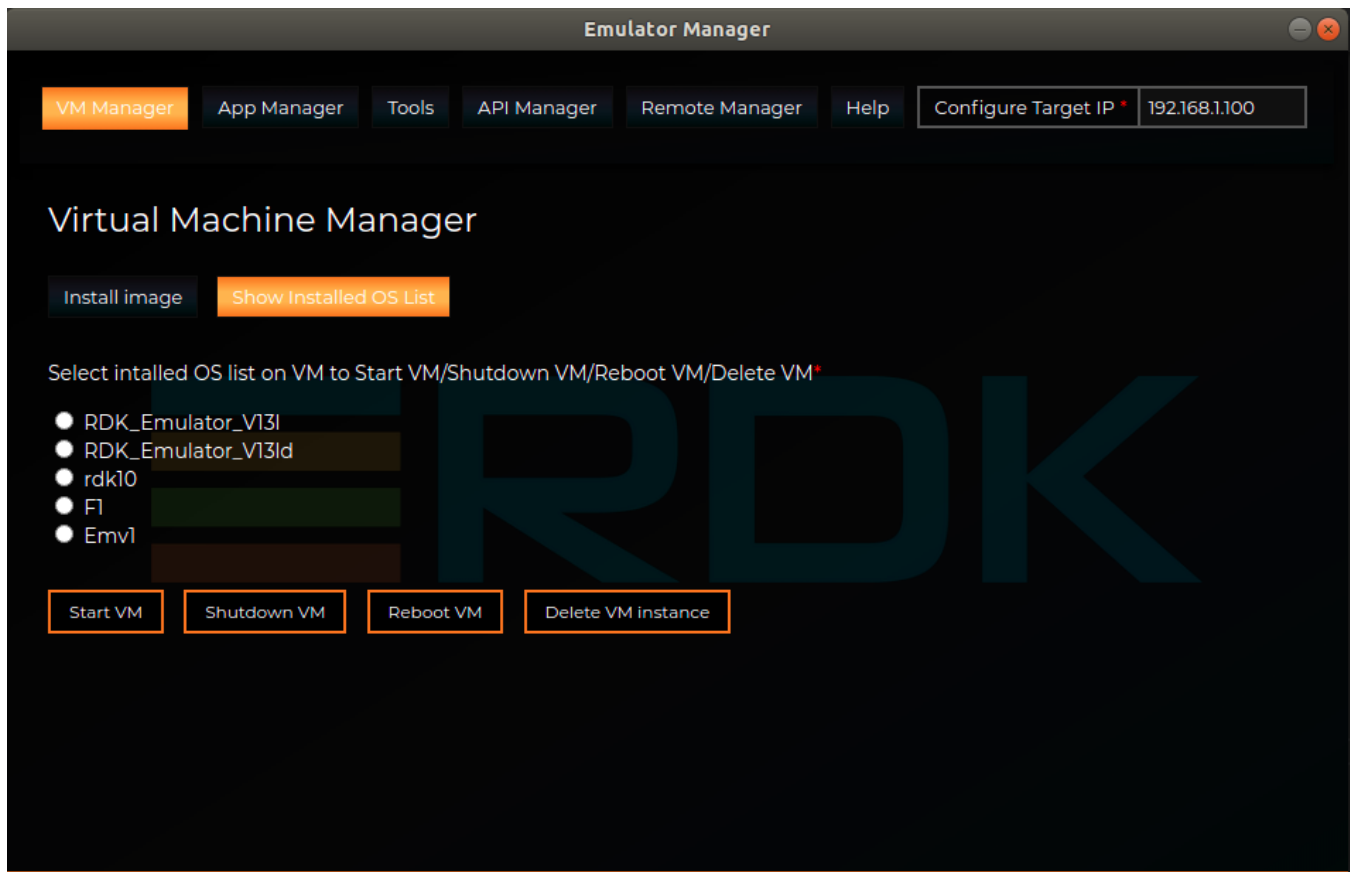 Emulator Manager
VM Manager App Manager Tools API Manager Remote Manager Help Configure Target IP * 192.168.1.100
Virtual Machine Manager
Install image Show Installed OS List
Select intalled OS list on VM to Start VM/Shutdown VM/Reboot VM/Delete VM*
RDK_Emulator_V13l
RDK_Emulator_V13ld
rdk10
F1
Emv1
RDK
Start VM Shutdown VM Reboot VM Delete VM instance